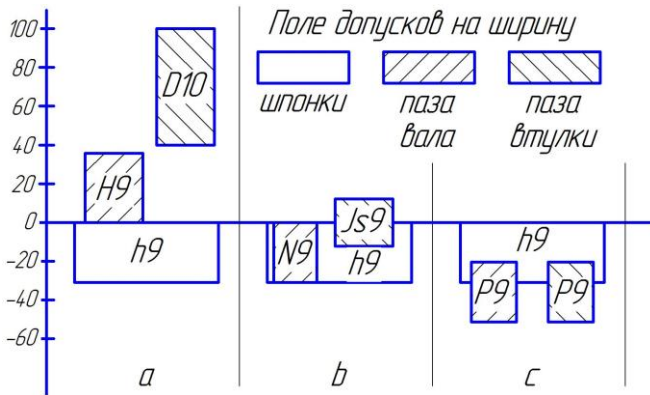 Поле допусков на ширину
шпонки
паза вала
паза втулки
100
80
60
40
20
0
-20
-40
-60
H9
D10
h9
a
N9
Js9
h9
b
h9
P9
P9
c